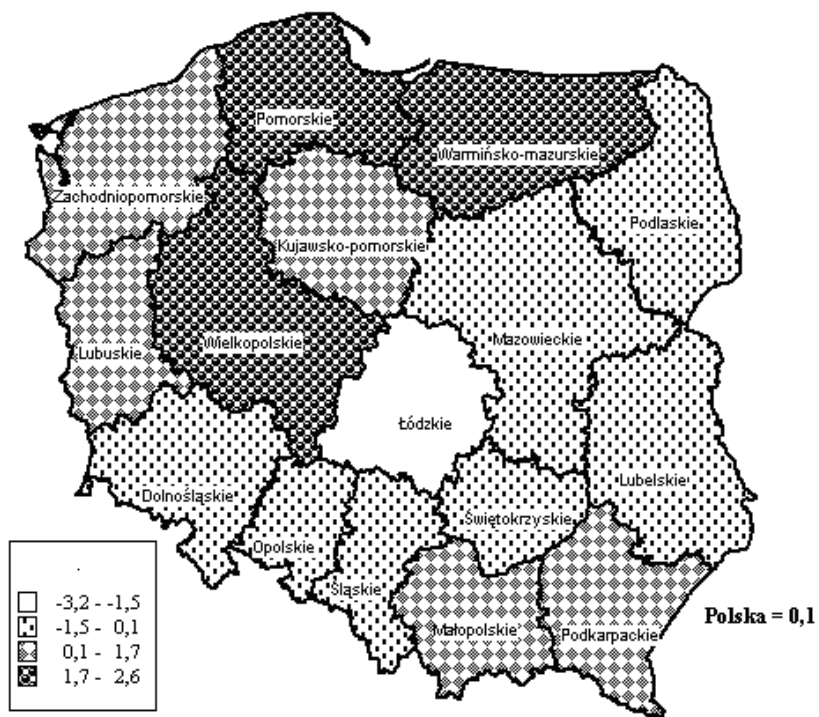 Pomorskie
Warmińsko-mazurskie
Zachodniopomorskie
Podlaskie
Kujawsko-pomorskie
Mazowieckie
Wielkopolskie
Lubuskie
Łódzkie
Lubelskie
Dolnośląskie
Świętokrzyskie
Opolskie
Śląskie
Małopolskie
Podkarpackie
Polska = 0,1
.
-3,2 - -1,5
-1,5 - 0,1
0,1 - 1,7
1,7 - 2,6